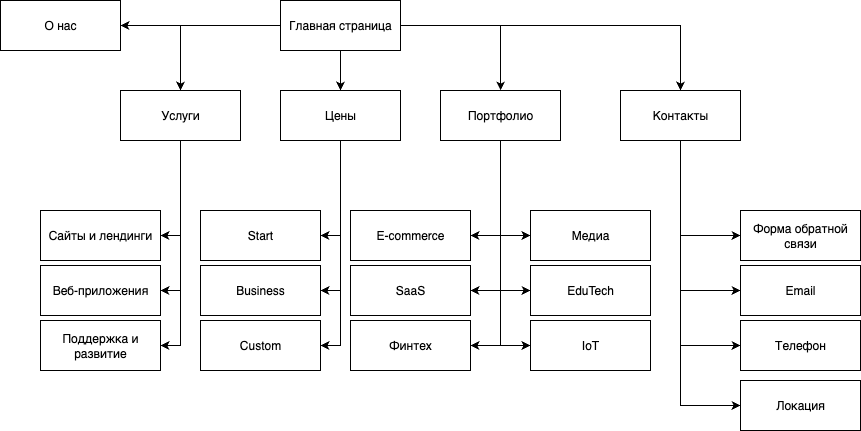 О нас
Главная страница
Услуги
Цены
Портфолио
Контакты
Сайты и лендинги
Start
E-commerce
Медиа
Форма обратной
связи
Веб-приложения
Business
SaaS
EduTech
Email
Поддержка и
развитие
Custom
Финтех
IoT
Телефон
Локация